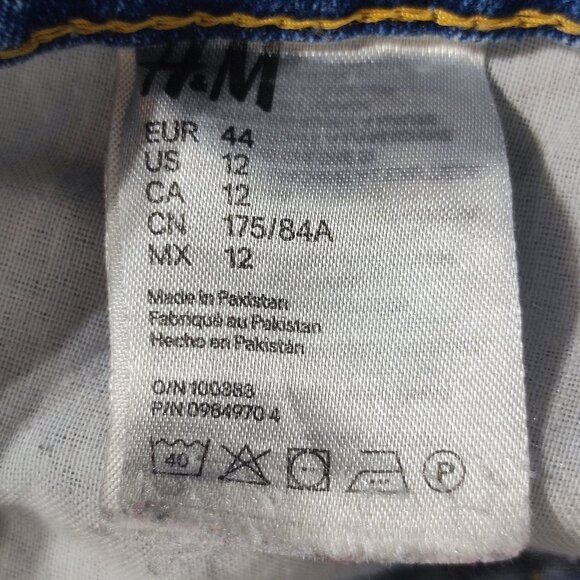 H&M
EUR 44
US 12
CA 12
CN 175/84A
MX 12
Made in Pakistan
Fabriqué au Pakistan
Hecho en Pakistán
O/N 100383
P/N 0984970 4
40
P